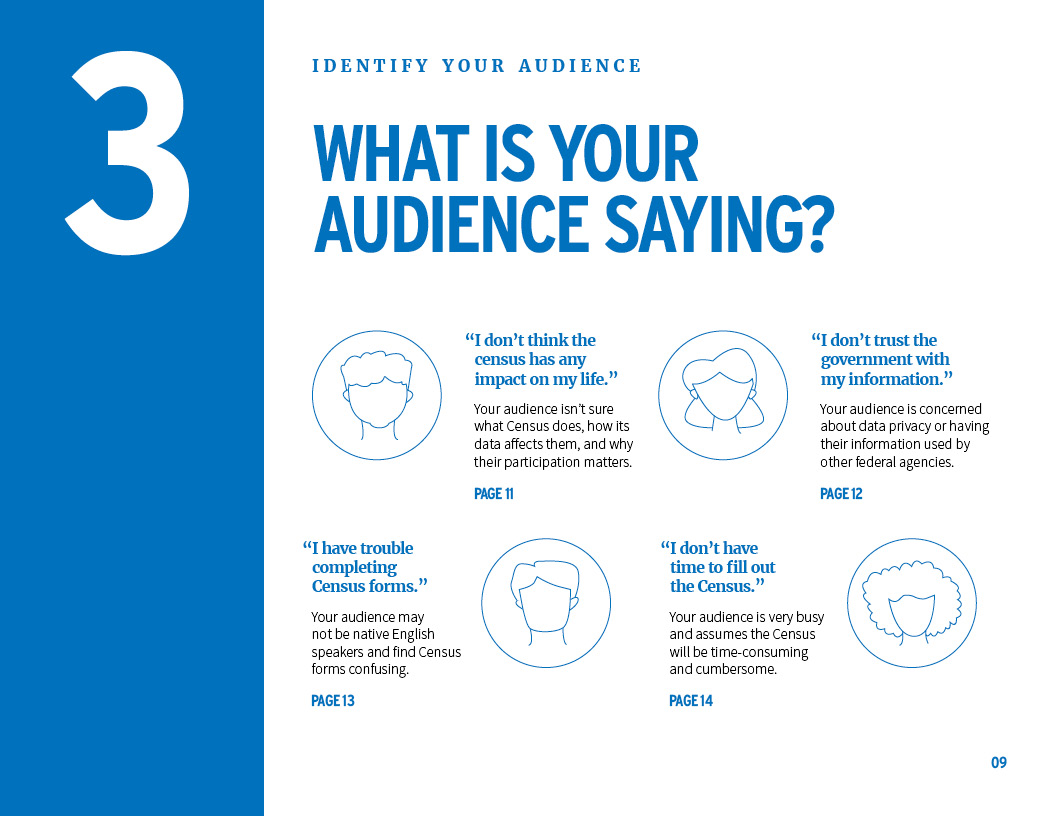 3
IDENTIFY YOUR AUDIENCE
WHAT IS YOUR
AUDIENCE SAYING?
“I don’t think the
census has any
impact on my life.”
Your audience isn’t sure
what Census does, how its
data affects them, and why
their participation matters.
PAGE 11
“I don’t trust the
government with
my information.”
Your audience is concerned
about data privacy or having
their information used by
other federal agencies.
PAGE 12
“I have trouble
completing
Census forms.”
Your audience may
not be native English
speakers and find Census
forms confusing.
PAGE 13
“I don’t have
time to fill out
the Census.”
Your audience is very busy
and assumes the Census
will be time-consuming
and cumbersome.
PAGE 14
09